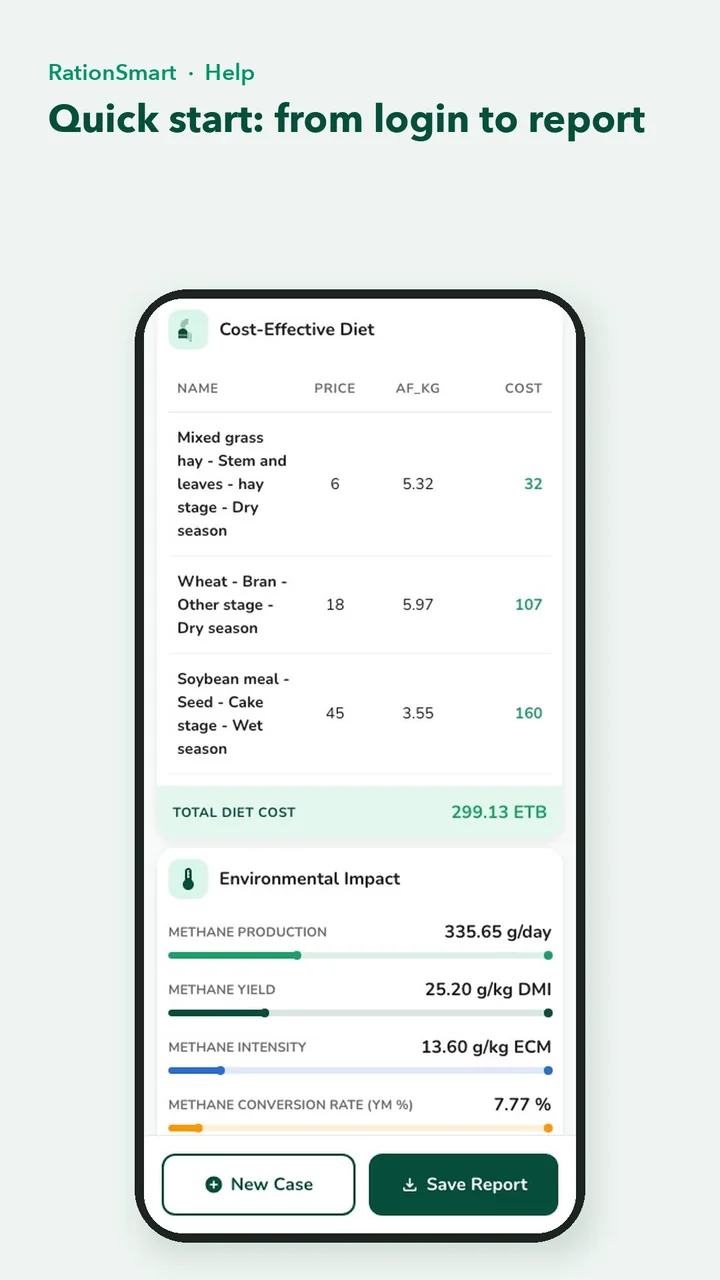 RationSmart · Help
Quick start: from login to report
Cost-Effective Diet
NAME PRICE AF_KG COST
Mixed grass
hay - Stem and
leaves - hay
stage - Dry
season
6 5.32 32
Wheat - Bran -
Other stage -
Dry season
18 5.97 107
Soybean meal -
Seed - Cake
stage - Wet
season
45 3.55 160
TOTAL DIET COST 299.13 ETB
Environmental Impact
METHANE PRODUCTION 335.65 g/day
METHANE YIELD 25.20 g/kg DMI
METHANE INTENSITY 13.60 g/kg ECM
METHANE CONVERSION RATE (YM %) 7.77 %
New Case Save Report